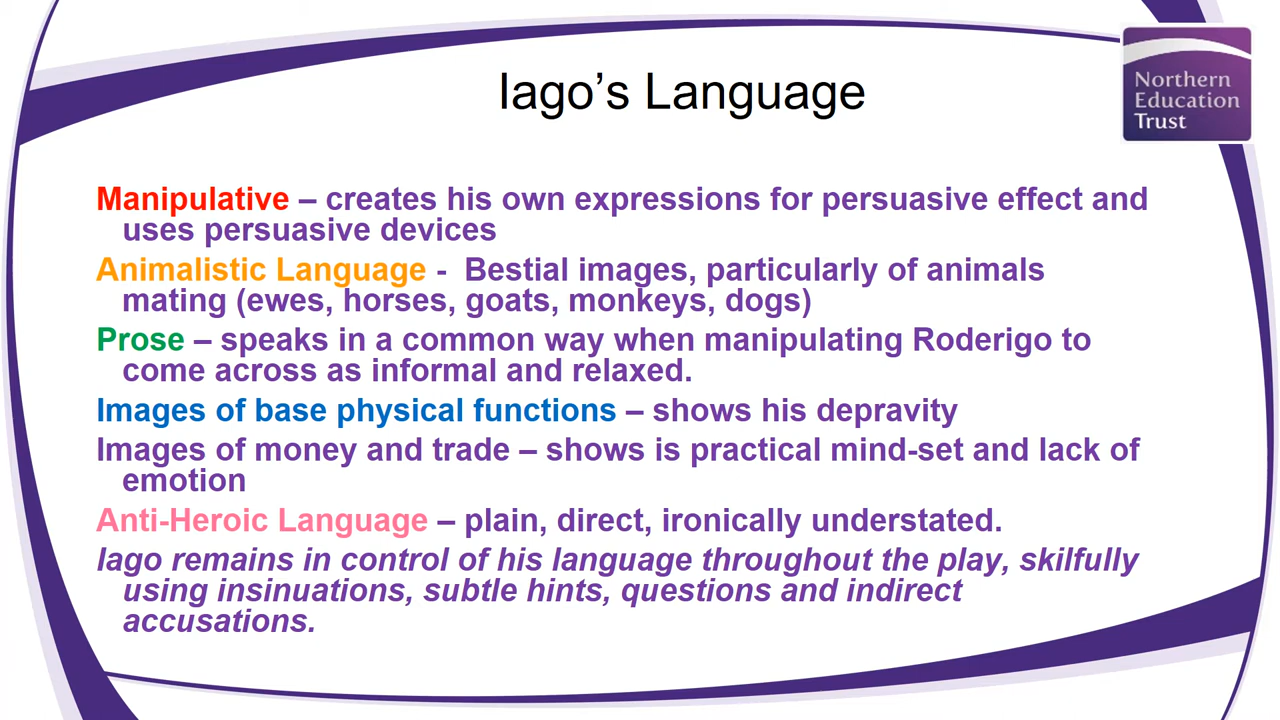 Iago’s Language
Northern
Education
Trust
Manipulative – creates his own expressions for persuasive effect and
uses persuasive devices
Animalistic Language -  Bestial images, particularly of animals
mating (ewes, horses, goats, monkeys, dogs)
Prose – speaks in a common way when manipulating Roderigo to
come across as informal and relaxed.
Images of base physical functions – shows his depravity
Images of money and trade – shows is practical mind-set and lack of
emotion
Anti-Heroic Language – plain, direct, ironically understated.
Iago remains in control of his language throughout the play, skilfully
using insinuations, subtle hints, questions and indirect
accusations.